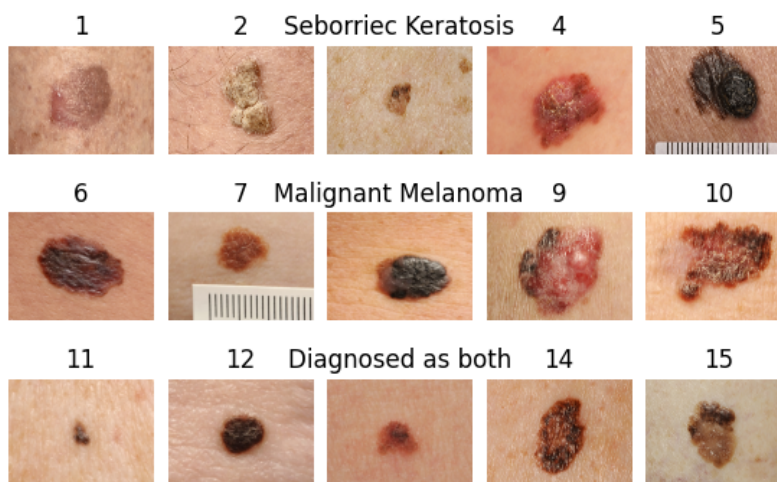 1 2 Seborriec Keratosis 4 5
6 7 Malignant Melanoma 9 10
11 12 Diagnosed as both 14 15